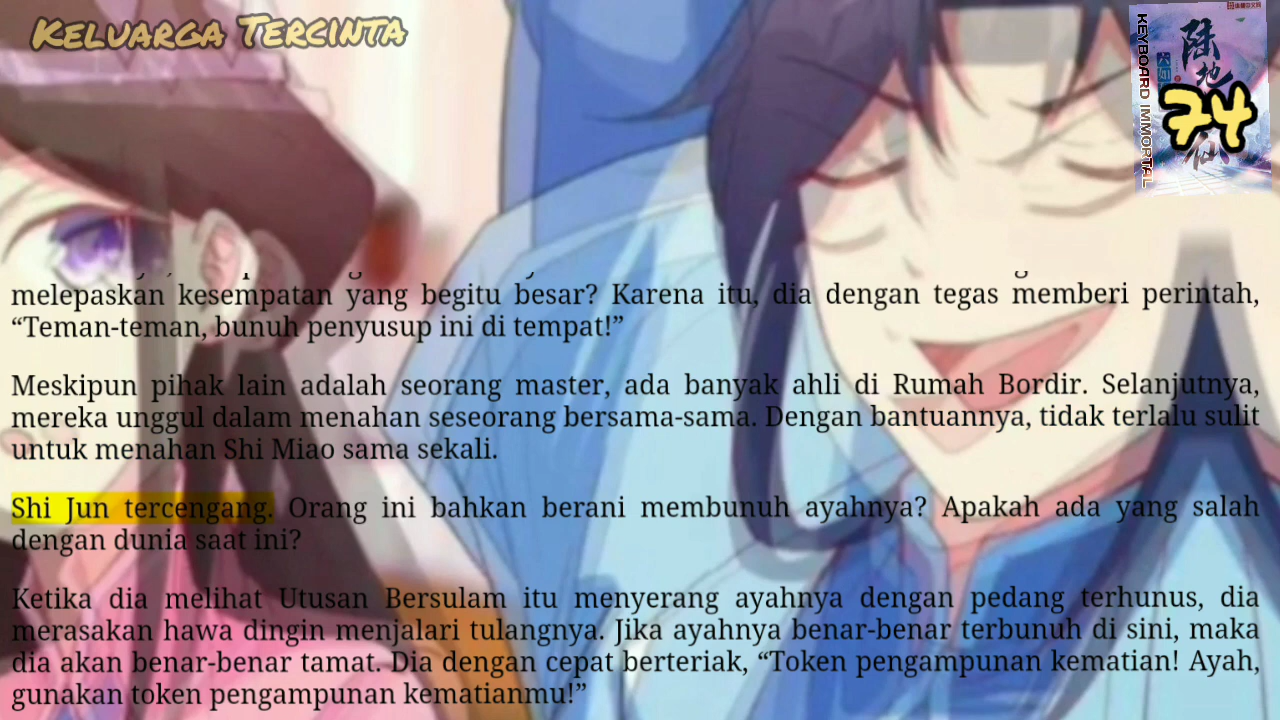 Keluarga Tercinta
KEYBOARD IMMORTAL
陆地
仙
74
melepaskan kesempatan yang begitu besar? Karena itu, dia dengan tegas memberi perintah,
“Teman-teman, bunuh penyusup ini di tempat!”
Meskipun pihak lain adalah seorang master, ada banyak ahli di Rumah Bordir. Selanjutnya,
mereka unggul dalam menahan seseorang bersama-sama. Dengan bantuannya, tidak terlalu sulit
untuk menahan Shi Miao sama sekali.
Shi Jun tercengang. Orang ini bahkan berani membunuh ayahnya? Apakah ada yang salah
dengan dunia saat ini?
Ketika dia melihat Utusan Bersulam itu menyerang ayahnya dengan pedang terhunus, dia
merasakan hawa dingin menjalari tulangnya. Jika ayahnya benar-benar terbunuh di sini, maka
dia akan benar-benar tamat. Dia dengan cepat berteriak, “Token pengampunan kematian! Ayah,
gunakan token pengampunan kematianmu!”